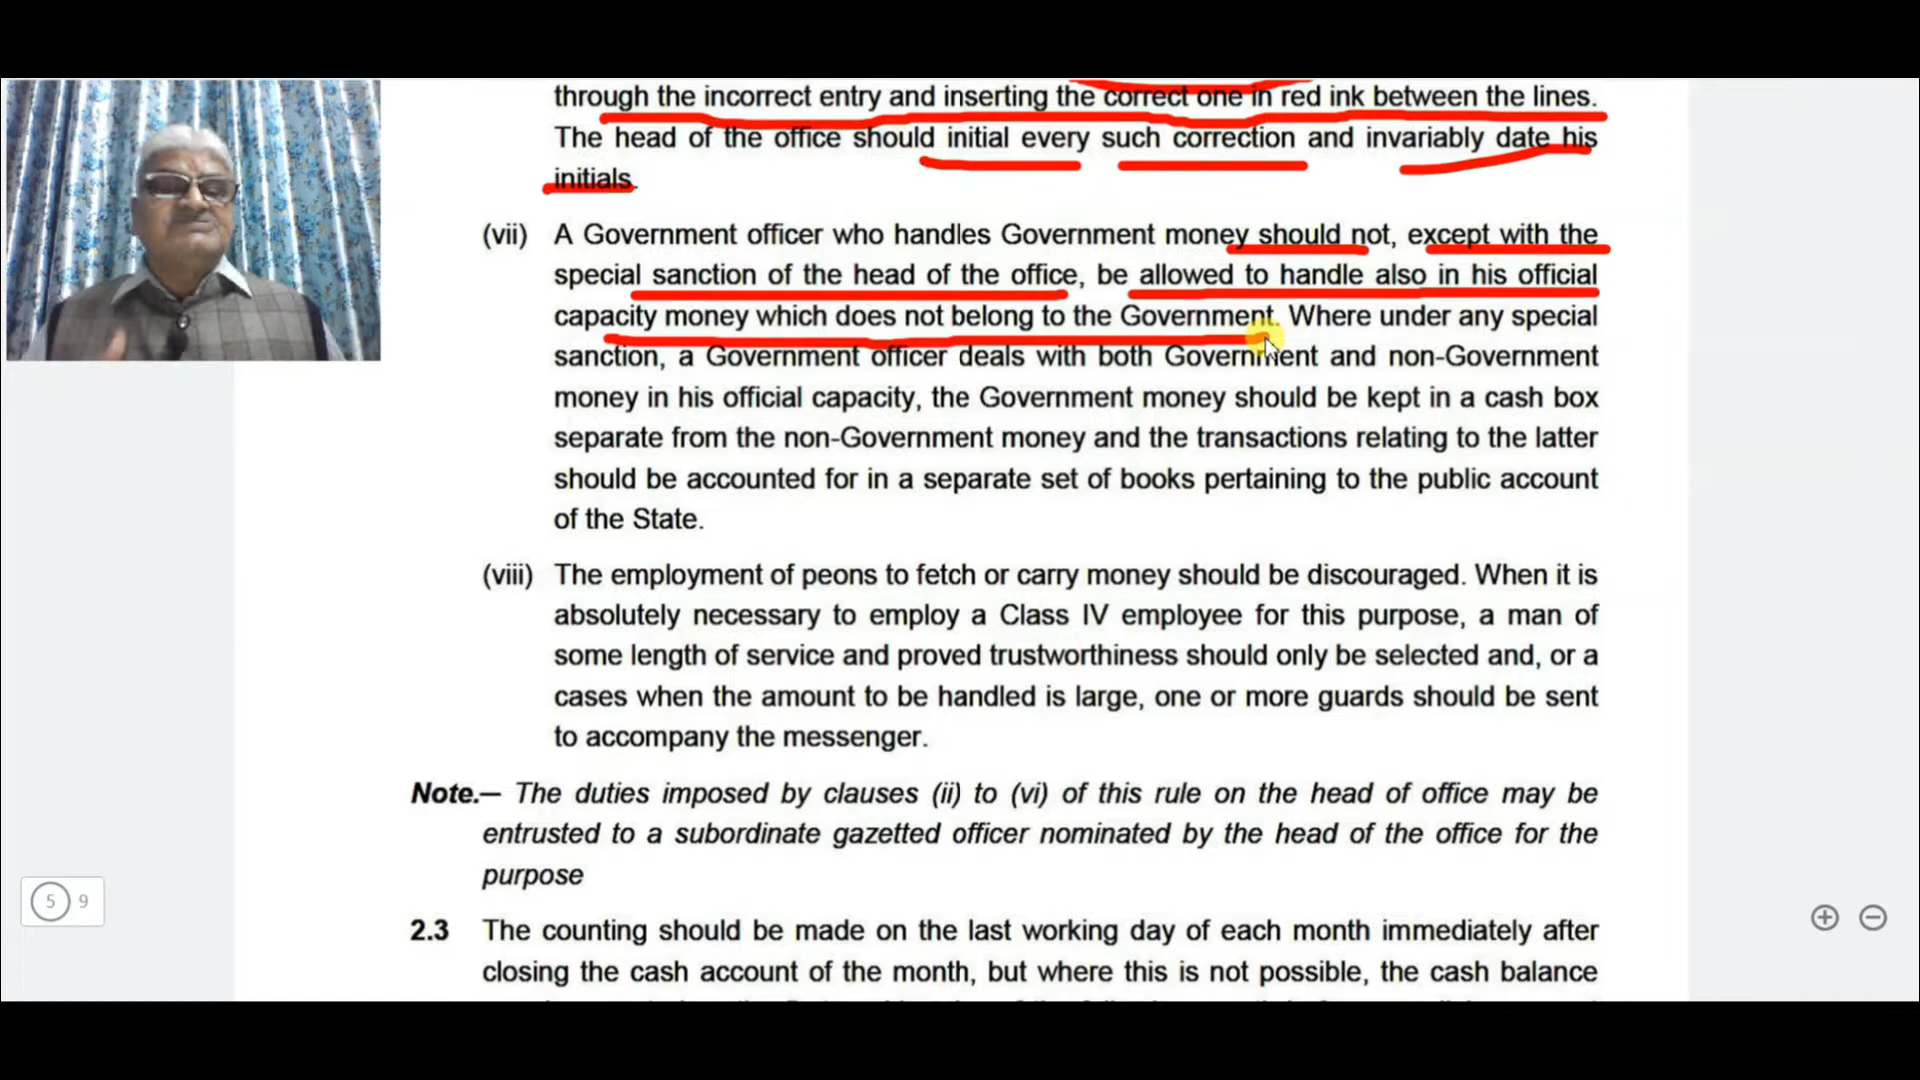 through the incorrect entry and inserting the correct one in red ink between the lines.
The head of the office should initial every such correction and invariably date his
initials.
(vii) A Government officer who handles Government money should not, except with the
special sanction of the head of the office, be allowed to handle also in his official
capacity money which does not belong to the Government. Where under any special
sanction, a Government officer deals with both Government and non-Government
money in his official capacity, the Government money should be kept in a cash box
separate from the non-Government money and the transactions relating to the latter
should be accounted for in a separate set of books pertaining to the public account
of the State.
(viii) The employment of peons to fetch or carry money should be discouraged. When it is
absolutely necessary to employ a Class IV employee for this purpose, a man of
some length of service and proved trustworthiness should only be selected and, or a
cases when the amount to be handled is large, one or more guards should be sent
to accompany the messenger.
Note.— The duties imposed by clauses (ii) to (vi) of this rule on the head of office may be
entrusted to a subordinate gazetted officer nominated by the head of the office for the
purpose
5 9
2.3 The counting should be made on the last working day of each month immediately after
closing the cash account of the month, but where this is not possible, the cash balance